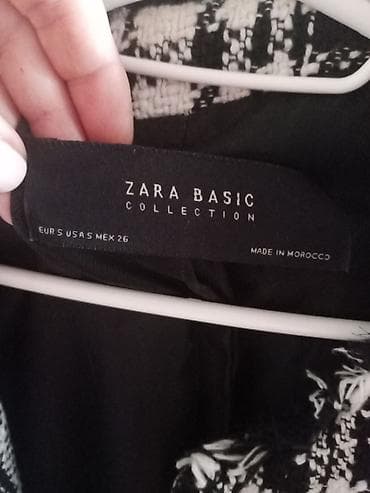 ZARA BASIC
COLLECTION
EUR S USA S MEX 26
MADE IN MOROCCO